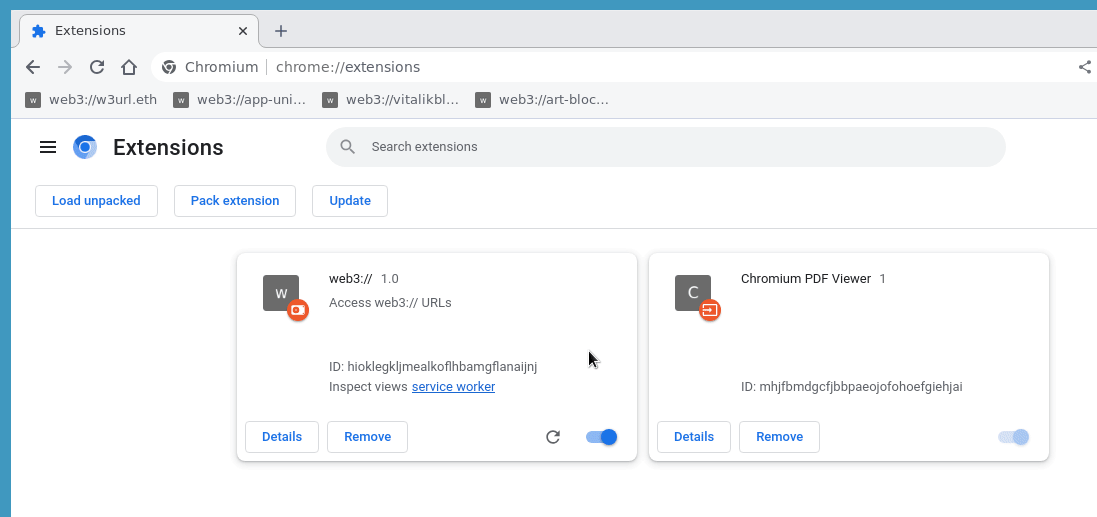 Extensions
Chromium chrome://extensions
w web3://w3url.eth w web3://app-uni… w web3://vitalikbl… w web3://art-bloc…
Extensions Search extensions
Load unpacked Pack extension Update
w web3:// 1.0
Access web3:// URLs
ID: hioklegkljmealkoflhbamgflanaijnj
Inspect views service worker
Details Remove
C Chromium PDF Viewer 1
ID: mhjfbmdgcfjbbpaeojofohoefgiehjai
Details Remove